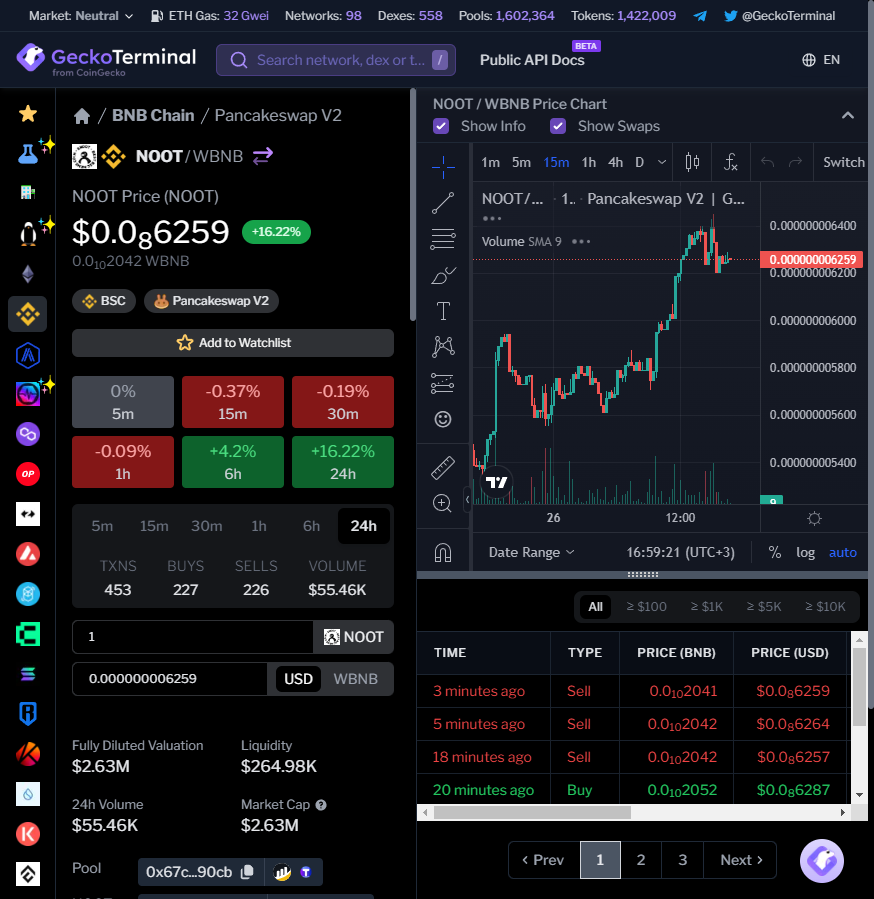 Market: Neutral
ETH Gas: 32 Gwei Networks: 98 Dexes: 558 Pools: 1,602,364 Tokens: 1,422,009 @GeckoTerminal
GeckoTerminal
from CoinGecko
Search network, dex or t... /
Public API Docs BETA
EN
/ BNB Chain / Pancakeswap V2
NOOT/WBNB
NOOT Price (NOOT)
$0.0₈6259 +16.22%
0.0₁₀2042 WBNB
BSC Pancakeswap V2
Add to Watchlist
0% -0.37% -0.19%
5m 15m 30m
-0.09% +4.2% +16.22%
1h 6h 24h
5m 15m 30m 1h 6h 24h
TXNS BUYS SELLS VOLUME
453 227 226 $55.46K
1 NOOT
0.000000006259 USD WBNB
Fully Diluted Valuation Liquidity
$2.63M $264.98K
24h Volume Market Cap ?
$55.46K $2.63M
Pool 0x67c...90cb
OP
NOOT / WBNB Price Chart
Show Info Show Swaps
1m 5m 15m 1h 4h D Switch
NOOT/... · 1.. · Pancakeswap V2 | G...
Volume SMA 9
0.000000006400
0.000000006259
0.000000006200
0.000000006000
0.000000005800
0.000000005600
0.000000005400
9
26 12:00
Date Range 16:59:21 (UTC+3) % log auto
All ≥ $100 ≥ $1K ≥ $5K ≥ $10K
TIME TYPE PRICE (BNB) PRICE (USD)
3 minutes ago Sell 0.0₁₀2041 $0.0₈6259
5 minutes ago Sell 0.0₁₀2042 $0.0₈6264
18 minutes ago Sell 0.0₁₀2042 $0.0₈6257
20 minutes ago Buy 0.0₁₀2052 $0.0₈6287
‹ Prev 1 2 3 Next ›